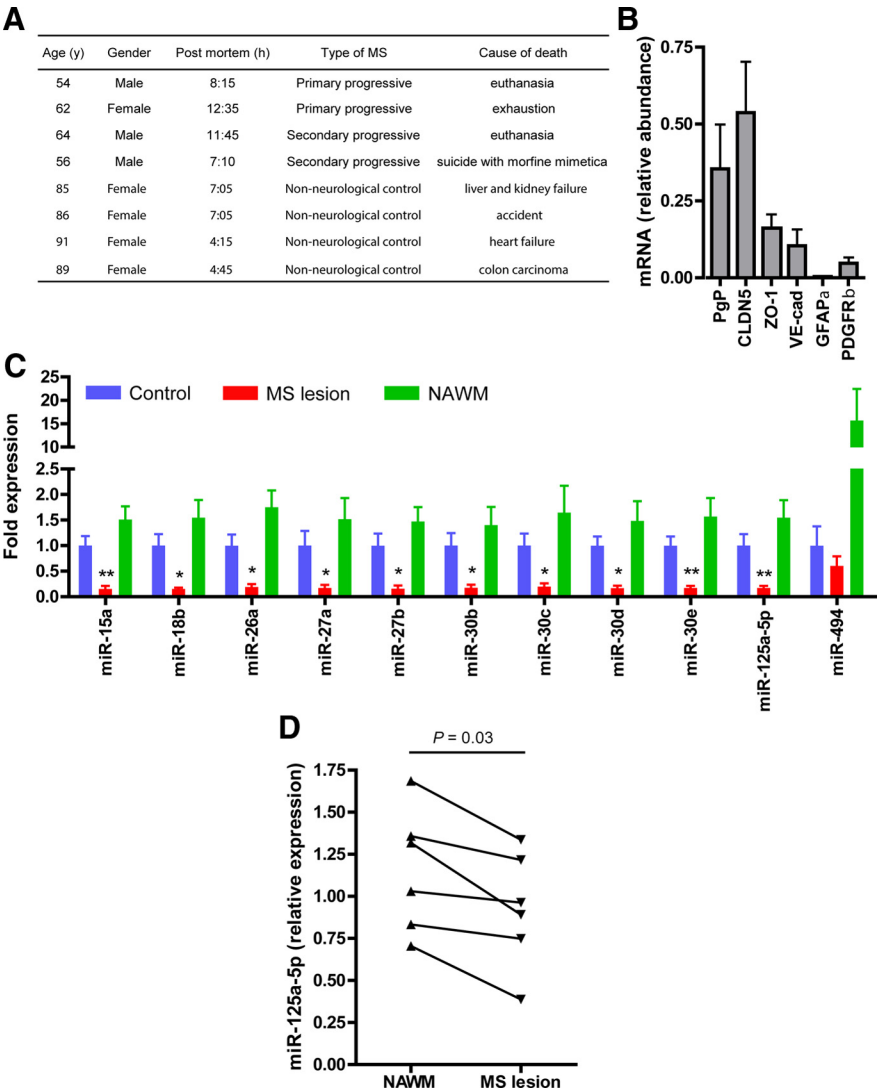 A
Age (y) Gender Post mortem (h) Type of MS Cause of death
54 Male 8:15 Primary progressive euthanasia
62 Female 12:35 Primary progressive exhaustion
64 Male 11:45 Secondary progressive euthanasia
56 Male 7:10 Secondary progressive suicide with morfine mimetica
85 Female 7:05 Non-neurological control liver and kidney failure
86 Female 7:05 Non-neurological control accident
91 Female 4:15 Non-neurological control heart failure
89 Female 4:45 Non-neurological control colon carcinoma
B
mRNA (relative abundance)
0.75
0.50
0.25
0.00
PgP
CLDN5
ZO-1
VE-cad
GFAPa
PDGFRb
C
Fold expression
25
20
15
10
2.5
2.0
1.5
1.0
0.5
0.0
Control MS lesion NAWM
** * * * * * * * ** **
miR-15a
miR-18b
miR-26a
miR-27a
miR-27b
miR-30b
miR-30c
miR-30d
miR-30e
miR-125a-5p
miR-494
D
P = 0.03
miR-125a-5p (relative expression)
1.75
1.50
1.25
1.00
0.75
0.50
0.25
0.00
NAWM MS lesion